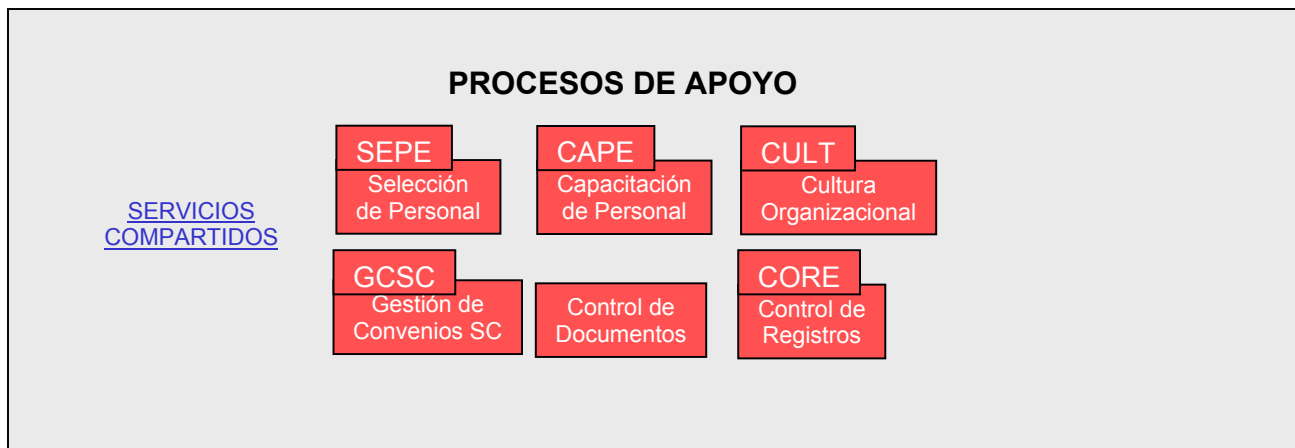 PROCESOS DE APOYO
SERVICIOS
COMPARTIDOS
SEPE
Selección
de Personal
CAPE
Capacitación
de Personal
CULT
Cultura
Organizacional
GCSC
Gestión de
Convenios SC
Control de
Documentos
CORE
Control de
Registros